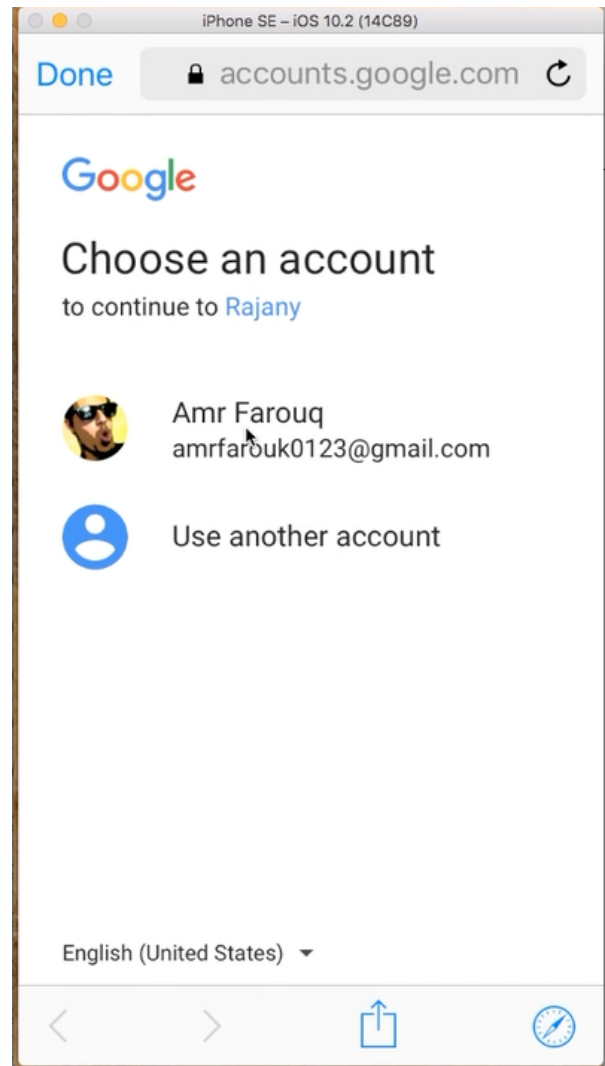 iPhone SE – iOS 10.2 (14C89)
Done accounts.google.com
Google
Choose an account
to continue to Rajany
Amr Farouq
amrfarouk0123@gmail.com
Use another account
English (United States)